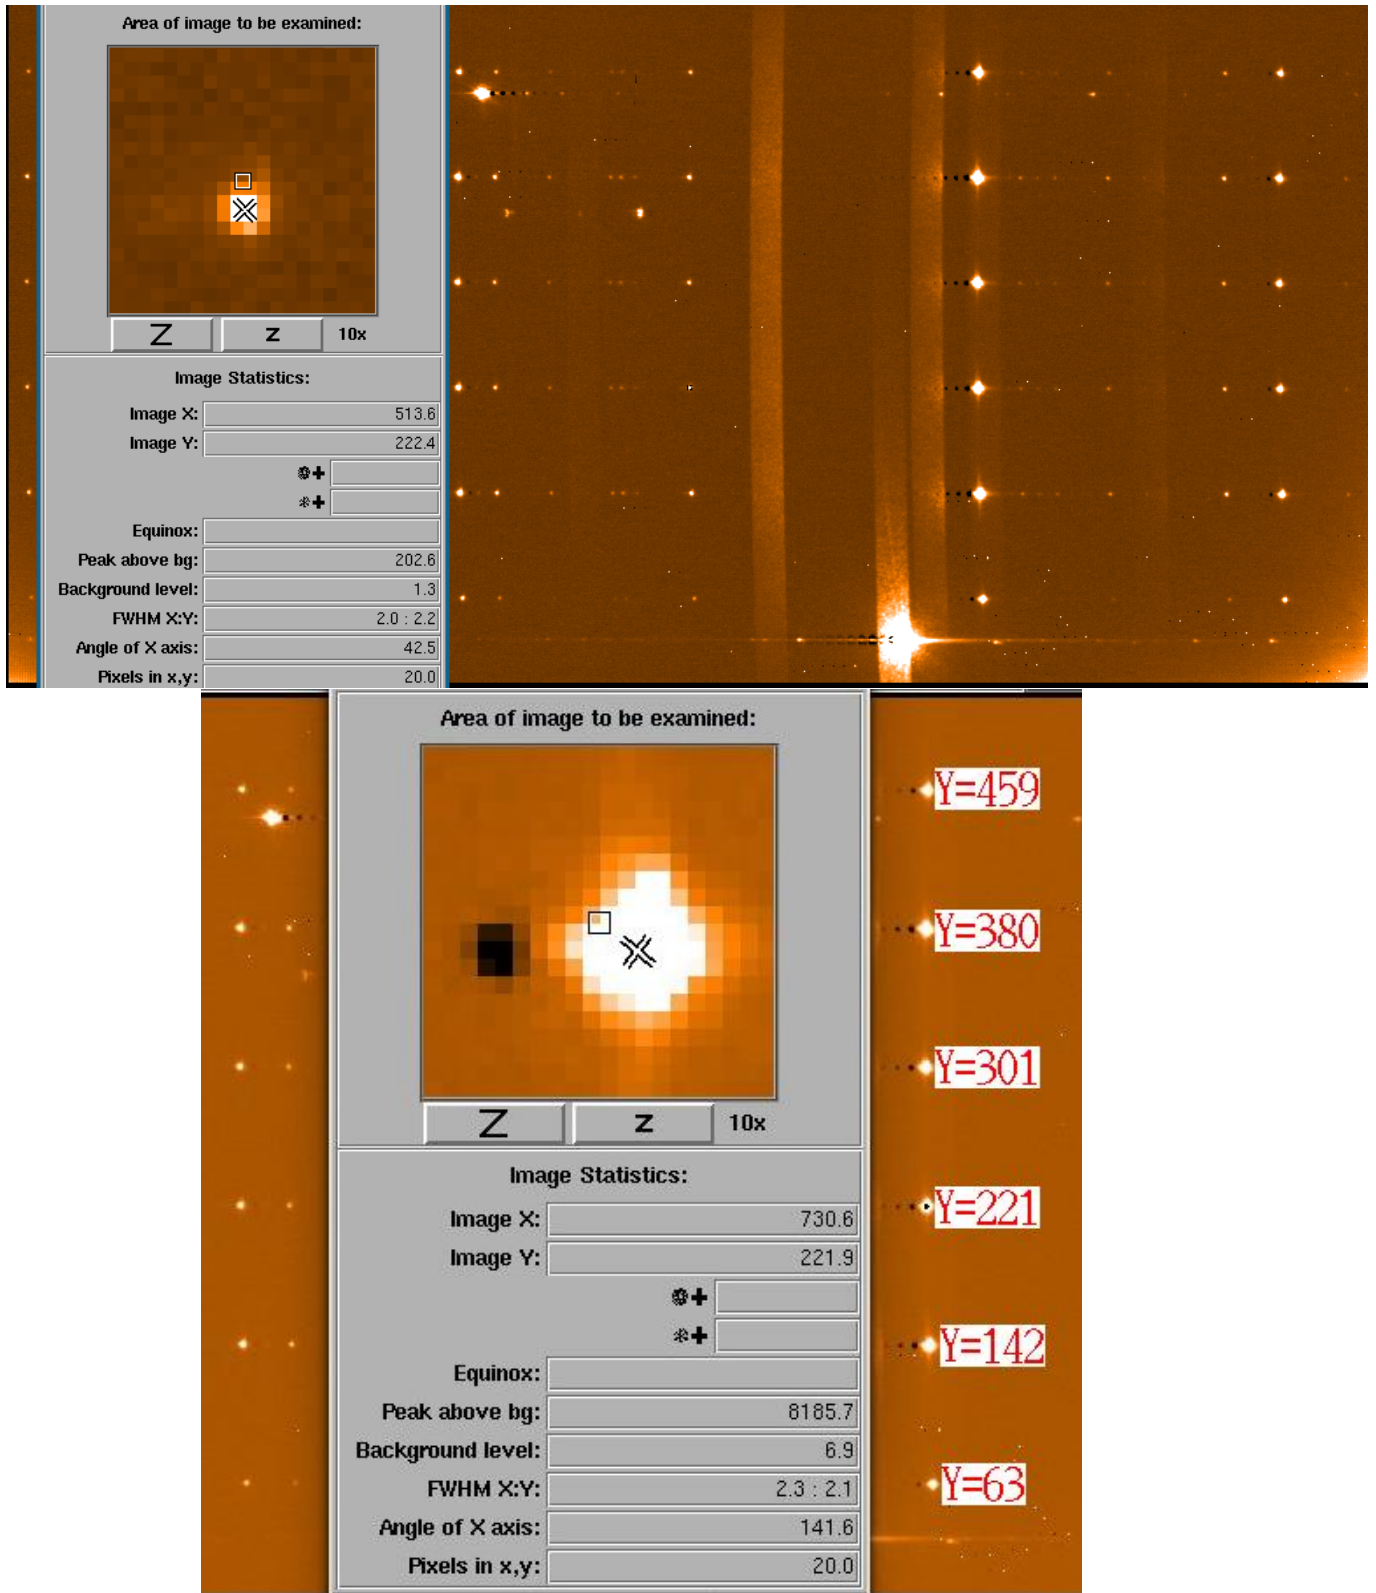 Area of image to be examined:
Z z 10x
Image Statistics:
Image X: 513.6
Image Y: 222.4
Equinox:
Peak above bg: 202.6
Background level: 1.3
FWHM X:Y: 2.0 : 2.2
Angle of X axis: 42.5
Pixels in x,y: 20.0
Area of image to be examined:
Z z 10x
Image Statistics:
Image X: 730.6
Image Y: 221.9
Equinox:
Peak above bg: 8185.7
Background level: 6.9
FWHM X:Y: 2.3 : 2.1
Angle of X axis: 141.6
Pixels in x,y: 20.0
Y=459
Y=380
Y=301
Y=221
Y=142
Y=63